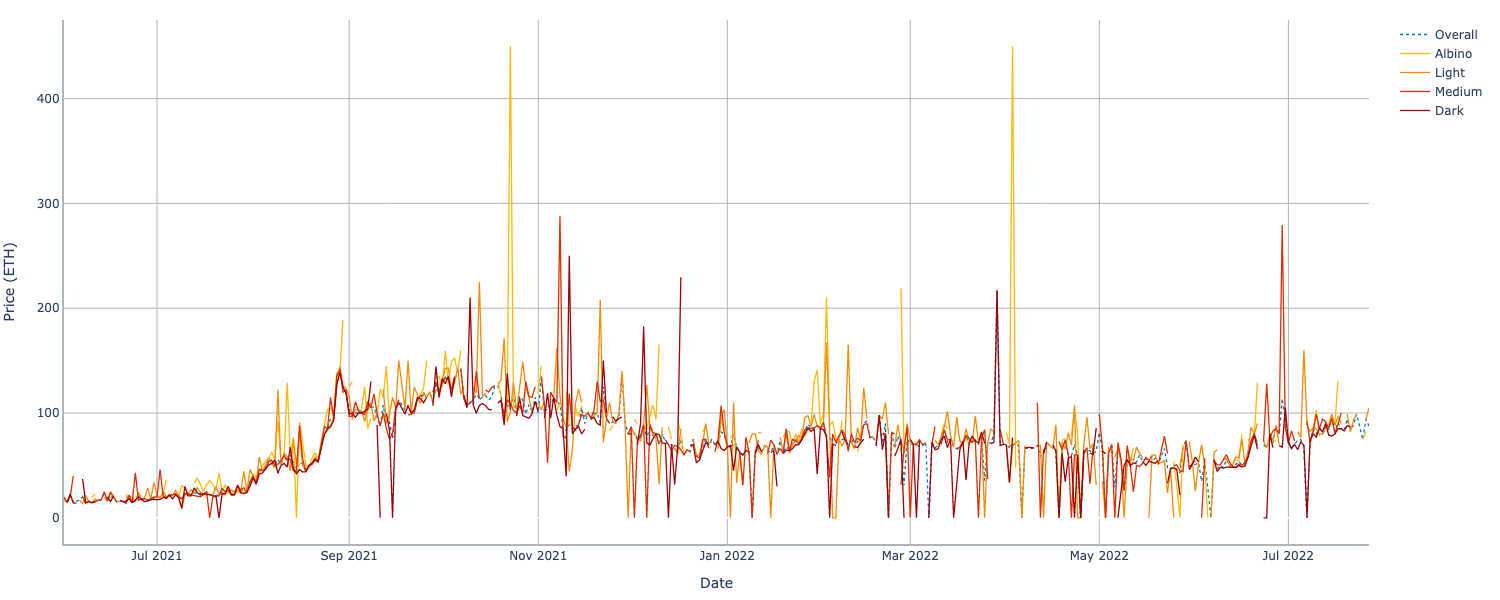 Overall
Albino
Light
Medium
Dark
Price (ETH)
400
300
200
100
0
Jul 2021
Sep 2021
Nov 2021
Jan 2022
Mar 2022
May 2022
Jul 2022
Date